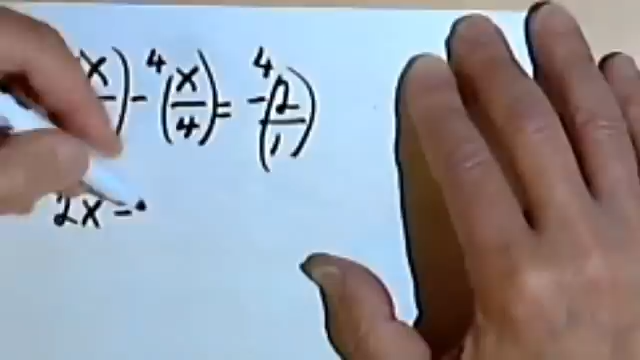 x) - 4(x/4) = 4 -(2/1)
2x -